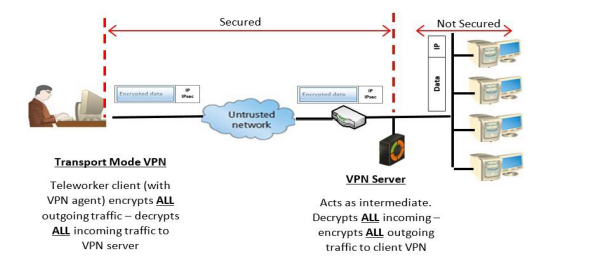 Secured
Not Secured
Encrypted data
IP
IPsec
Encrypted data
IP
IPsec
IP
Data
Untrusted
network
Transport Mode VPN
Teleworker client (with
VPN agent) encrypts ALL
outgoing traffic – decrypts
ALL incoming traffic to
VPN server
VPN Server
Acts as intermediate.
Decrypts ALL incoming –
encrypts ALL outgoing
traffic to client VPN